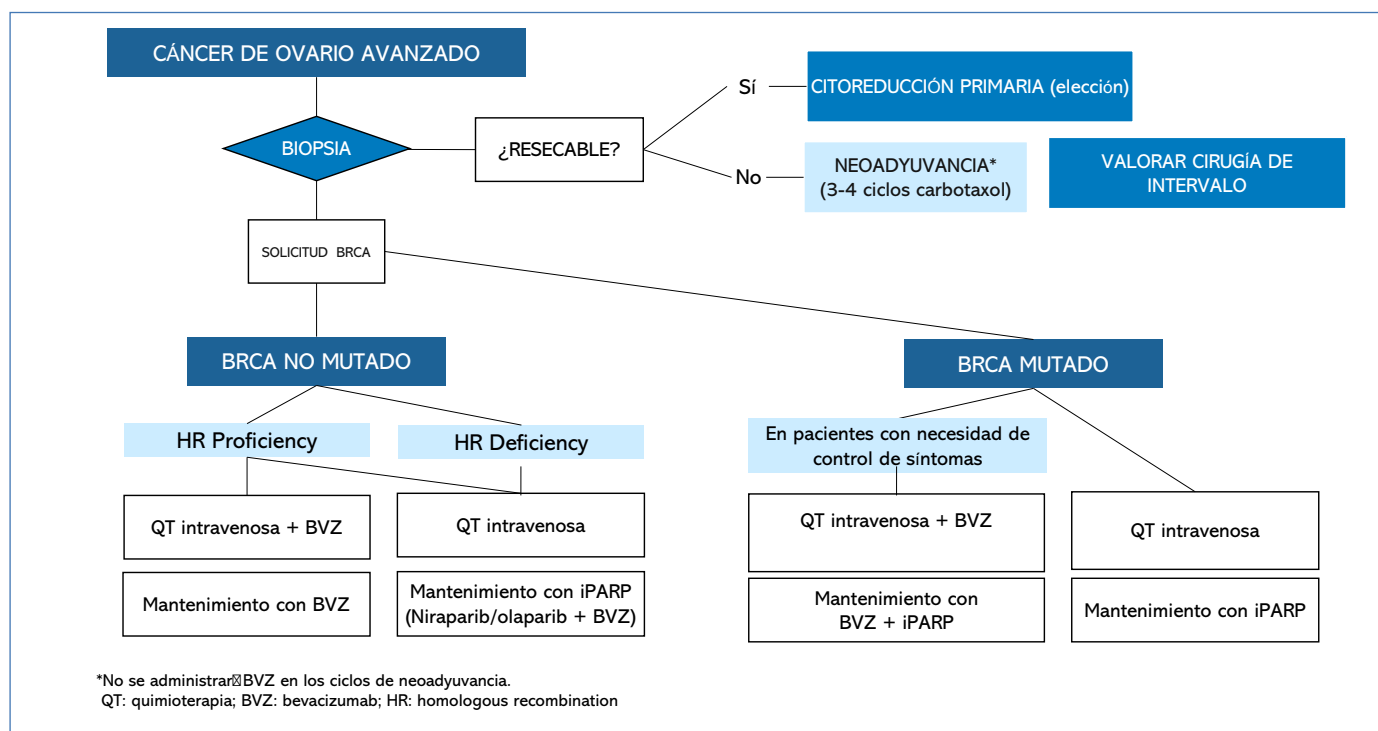 CÁNCER DE OVARIO AVANZADO
Sí
CITOREDUCCIÓN PRIMARIA (elección)
BIOPSIA
¿RESECABLE?
No
NEOADYUVANCIA*
(3-4 ciclos carbotaxol)
VALORAR CIRUGÍA DE
INTERVALO
SOLICITUD BRCA
BRCA NO MUTADO
BRCA MUTADO
HR Proficiency
HR Deficiency
En pacientes con necesidad de
control de síntomas
QT intravenosa + BVZ
QT intravenosa
QT intravenosa + BVZ
QT intravenosa
Mantenimiento con BVZ
Mantenimiento con iPARP
(Niraparib/olaparib + BVZ)
Mantenimiento con
BVZ + iPARP
Mantenimiento con iPARP
*No se administrar BVZ en los ciclos de neoadyuvancia.
QT: quimioterapia; BVZ: bevacizumab; HR: homologous recombination